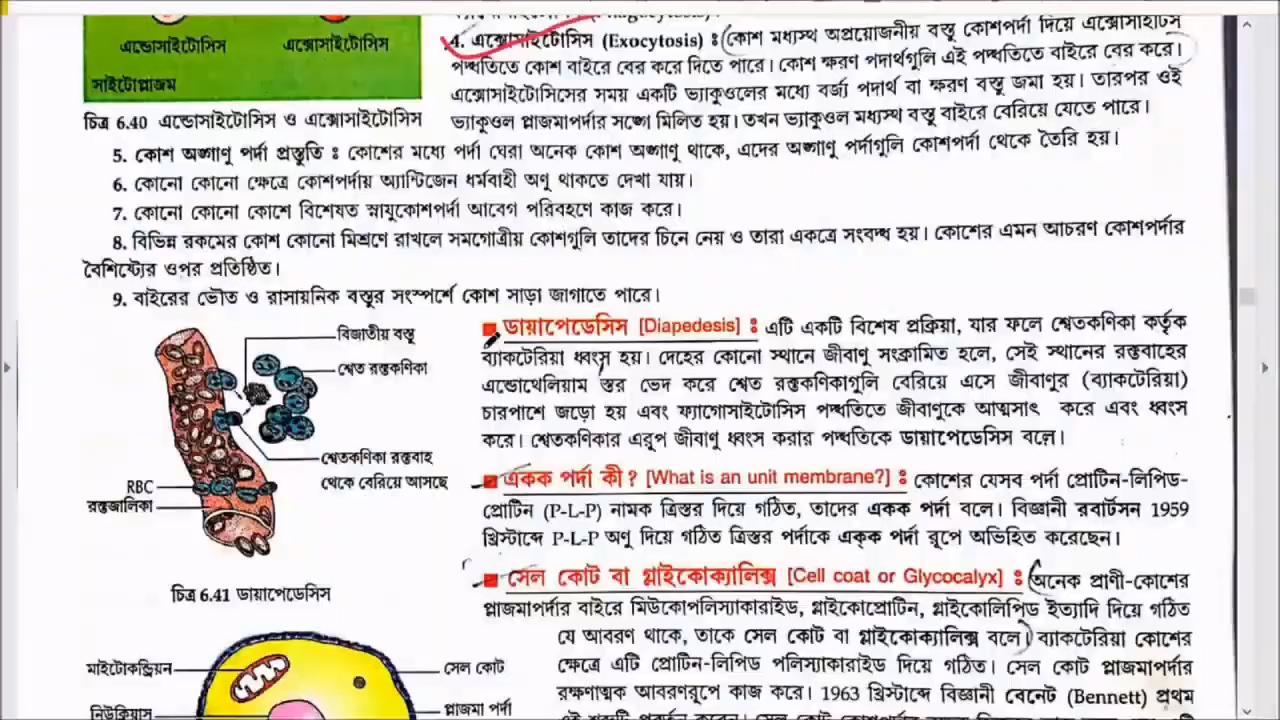 এন্ডোসাইটোসিস
এক্সোসাইটোসিস
সাইটোপ্লাজম
চিত্র 6.40 এন্ডোসাইটোসিস ও এক্সোসাইটোসিস
4. এক্সোসাইটোসিস (Exocytosis) : কোশ মধ্যস্থ অপ্রয়োজনীয় বস্তু কোশপর্দা দিয়ে এক্সোসাইটিস
পদ্ধতিতে কোশ বাইরে বের করে দিতে পারে। কোশ ক্ষরণ পদার্থগুলি এই পদ্ধতিতে বাইরে বের করে।
এক্সোসাইটোসিসের সময় একটি ভ্যাকুওলের মধ্যে বর্জ্য পদার্থ বা ক্ষরণ বস্তু জমা হয়। তারপর ওই
ভ্যাকুওল প্লাজমাপর্দার সঙ্গে মিলিত হয়। তখন ভ্যাকুওল মধ্যস্থ বস্তু বাইরে বেরিয়ে যেতে পারে।
5. কোশ অঙ্গাণু পর্দা প্রস্তুতি : কোশের মধ্যে পর্দা ঘেরা অনেক কোশ অঙ্গাণু থাকে, এদের অঙ্গাণু পর্দাগুলি কোশপর্দা থেকে তৈরি হয়।
6. কোনো কোনো ক্ষেত্রে কোশপর্দায় অ্যান্টিজেন ধর্মবাহী অণু থাকতে দেখা যায়।
7. কোনো কোনো কোশে বিশেষত স্নায়ুকোশপর্দা আবেগ পরিবহণে কাজ করে।
8. বিভিন্ন রকমের কোশ কোনো মিশ্রণে রাখলে সমগোত্রীয় কোশগুলি তাদের চিনে নেয় ও তারা একত্রে সংবদ্ধ হয়। কোশের এমন আচরণ কোশপর্দার
বৈশিষ্ট্যের ওপর প্রতিষ্ঠিত।
9. বাইরের ভৌত ও রাসায়নিক বস্তুর সংস্পর্শে কোশ সাড়া জাগাতে পারে।
বিজাতীয় বস্তু
শ্বেত রক্তকণিকা
শ্বেতকণিকা রক্তবাহ
থেকে বেরিয়ে আসছে
RBC
রক্তজালিকা
চিত্র 6.41 ডায়াপেডেসিস
ডায়াপেডেসিস [Diapedesis] : এটি একটি বিশেষ প্রক্রিয়া, যার ফলে শ্বেতকণিকা কর্তৃক
ব্যাকটেরিয়া ধ্বংস হয়। দেহের কোনো স্থানে জীবাণু সংক্রামিত হলে, সেই স্থানের রক্তবাহের
এন্ডোথেলিয়াম স্তর ভেদ করে শ্বেত রক্তকণিকাগুলি বেরিয়ে এসে জীবাণুর (ব্যাকটেরিয়া)
চারপাশে জড়ো হয় এবং ফ্যাগোসাইটোসিস পদ্ধতিতে জীবাণুকে আত্মসাৎ করে এবং ধ্বংস
করে। শ্বেতকণিকার এরূপ জীবাণু ধ্বংস করার পদ্ধতিকে ডায়াপেডেসিস বলে।
একক পর্দা কী? [What is an unit membrane?] : কোশের যেসব পর্দা প্রোটিন-লিপিড-
প্রোটিন (P-L-P) নামক ত্রিস্তর দিয়ে গঠিত, তাদের একক পর্দা বলে। বিজ্ঞানী রবার্টসন 1959
খ্রিস্টাব্দে P-L-P অণু দিয়ে গঠিত ত্রিস্তর পর্দাকে একক পর্দা রূপে অভিহিত করেছেন।
সেল কোট বা গ্লাইকোক্যালিক্স [Cell coat or Glycocalyx] : অনেক প্রাণী-কোশের
প্লাজমাপর্দার বাইরে মিউকোপলিস্যাকারাইড, গ্লাইকোপ্রোটিন, গ্লাইকোলিপিড ইত্যাদি দিয়ে গঠিত
যে আবরণ থাকে, তাকে সেল কোট বা গ্লাইকোক্যালিক্স বলে। ব্যাকটেরিয়া কোশের
ক্ষেত্রে এটি প্রোটিন-লিপিড পলিস্যাকারাইড দিয়ে গঠিত। সেল কোট প্লাজমাপর্দার
রক্ষণাত্মক আবরণরূপে কাজ করে। 1963 খ্রিস্টাব্দে বিজ্ঞানী বেনেট (Bennett) প্রথম
মাইটোকন্ড্রিয়ন
সেল কোট
নিউক্লিয়াস
প্লাজমা পর্দা